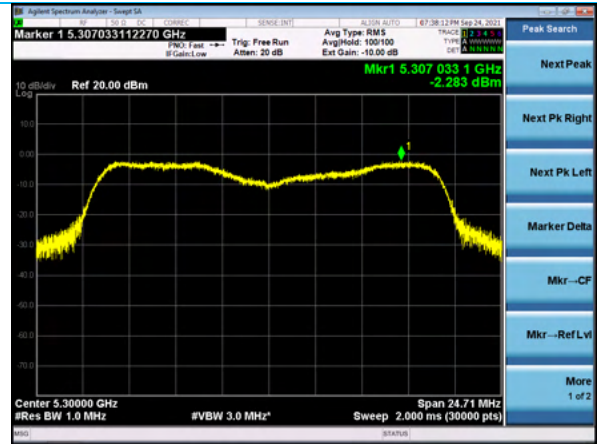 Agilent Spectrum Analyzer - Swept SA
RF 50 Ω DC CORREC SENSE:INT ALIGN AUTO 07:38:12 PM Sep 24, 2021
Marker 1 5.307033112270 GHz
PNO: Fast
IFGain:Low
Trig: Free Run
Atten: 20 dB
Avg Type: RMS
Avg|Hold: 100/100
Ext Gain: -10.00 dB
TRACE 1 2 3 4 5 6
TYPE A WWWWW
DET A N N N N N
Peak Search
Mkr1 5.307 033 1 GHz
-2.283 dBm
10 dB/div Ref 20.00 dBm
Log
10.0
0.00
-10.0
-20.0
-30.0
-40.0
-50.0
-60.0
-70.0
1
Center 5.30000 GHz
Span 24.71 MHz
#Res BW 1.0 MHz
#VBW 3.0 MHz*
Sweep 2.000 ms (30000 pts)
MSG
STATUS
Next Peak
Next Pk Right
Next Pk Left
Marker Delta
Mkr→CF
Mkr→Ref Lvl
More
1 of 2